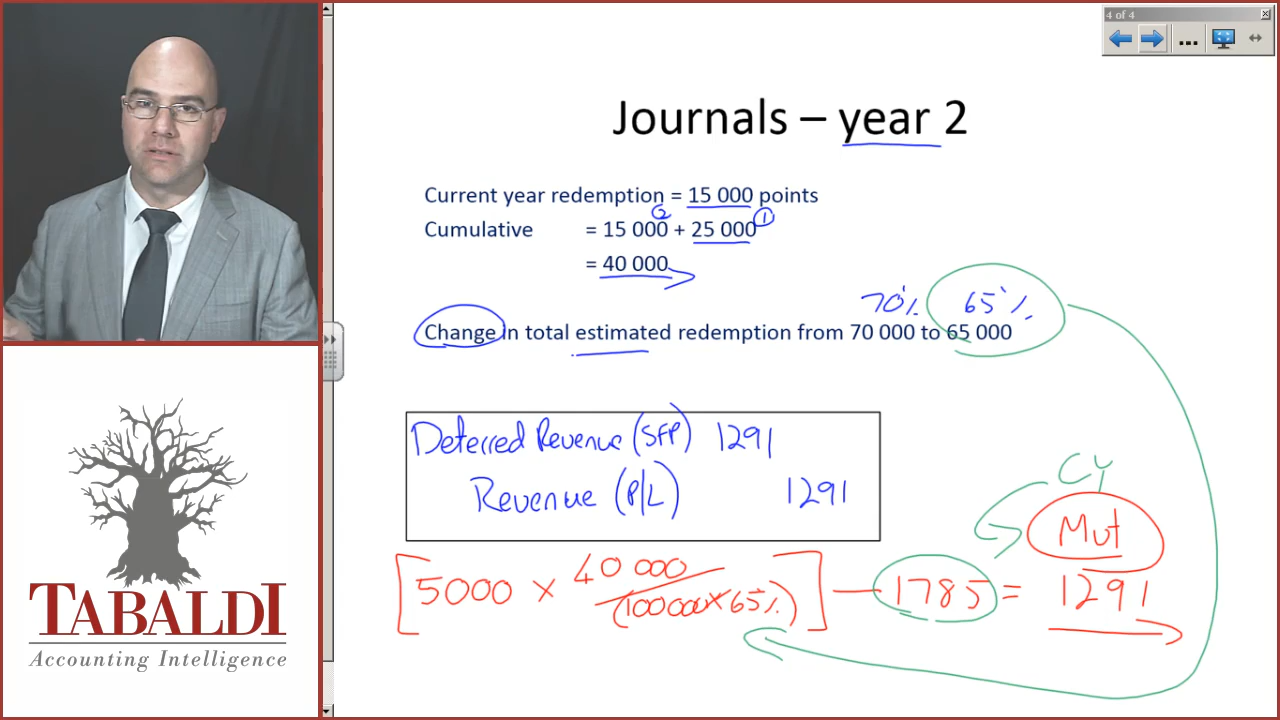 4 of 4
Journals – year 2
Current year redemption = 15 000 points
Cumulative = 15 000 ② + 25 000 ①
= 40 000
70% 65%
Change in total estimated redemption from 70 000 to 65 000
Deferred Revenue (SFP) 1291
Revenue (P/L) 1291
CY
Mvt
[5000 × 40 000 / (100 000 × 65%)] – 1785 = 1291
TABALDI
Accounting Intelligence